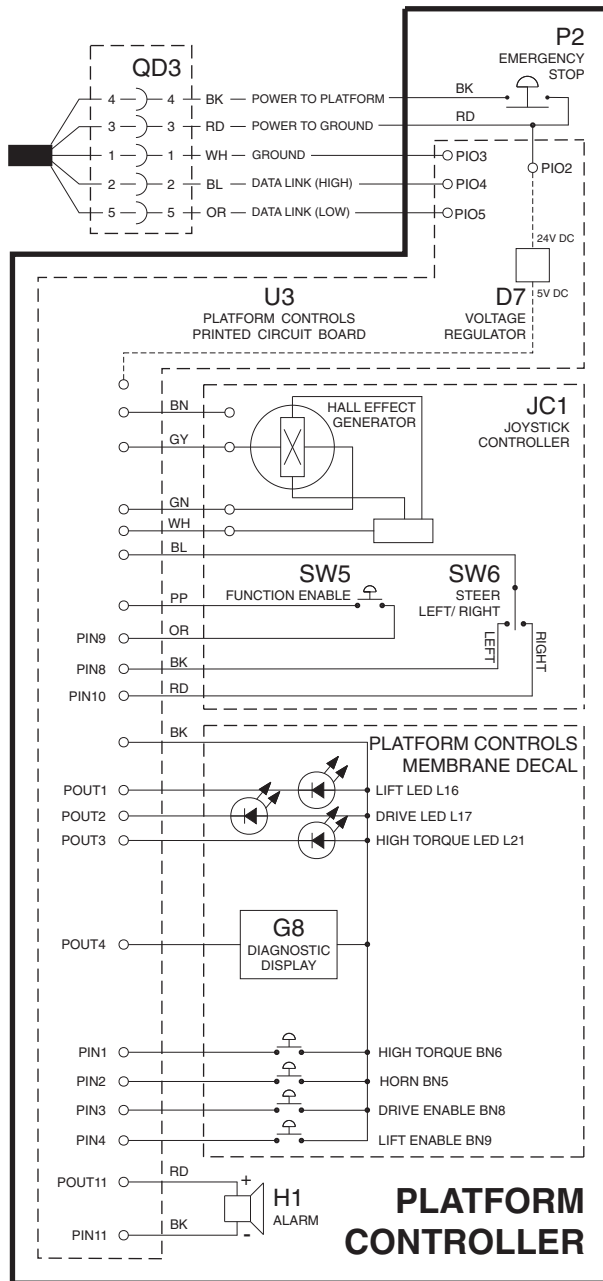 P2
EMERGENCY
STOP
QD3
4 4 BK POWER TO PLATFORM BK
3 3 RD POWER TO GROUND RD
1 1 WH GROUND PIO3
2 2 BL DATA LINK (HIGH) PIO4
5 5 OR DATA LINK (LOW) PIO5
PIO2
24V DC
5V DC
U3
PLATFORM CONTROLS
PRINTED CIRCUIT BOARD
D7
VOLTAGE
REGULATOR
JC1
JOYSTICK
CONTROLLER
HALL EFFECT
GENERATOR
BN
GY
GN
WH
BL
SW5
FUNCTION ENABLE
SW6
STEER
LEFT/ RIGHT
PP
PIN9 OR
LEFT
RIGHT
PIN8 BK
PIN10 RD
BK
PLATFORM CONTROLS
MEMBRANE DECAL
POUT1 LIFT LED L16
POUT2 DRIVE LED L17
POUT3 HIGH TORQUE LED L21
POUT4
G8
DIAGNOSTIC
DISPLAY
PIN1 HIGH TORQUE BN6
PIN2 HORN BN5
PIN3 DRIVE ENABLE BN8
PIN4 LIFT ENABLE BN9
POUT11 RD +
H1
ALARM
PIN11 BK -
PLATFORM
CONTROLLER